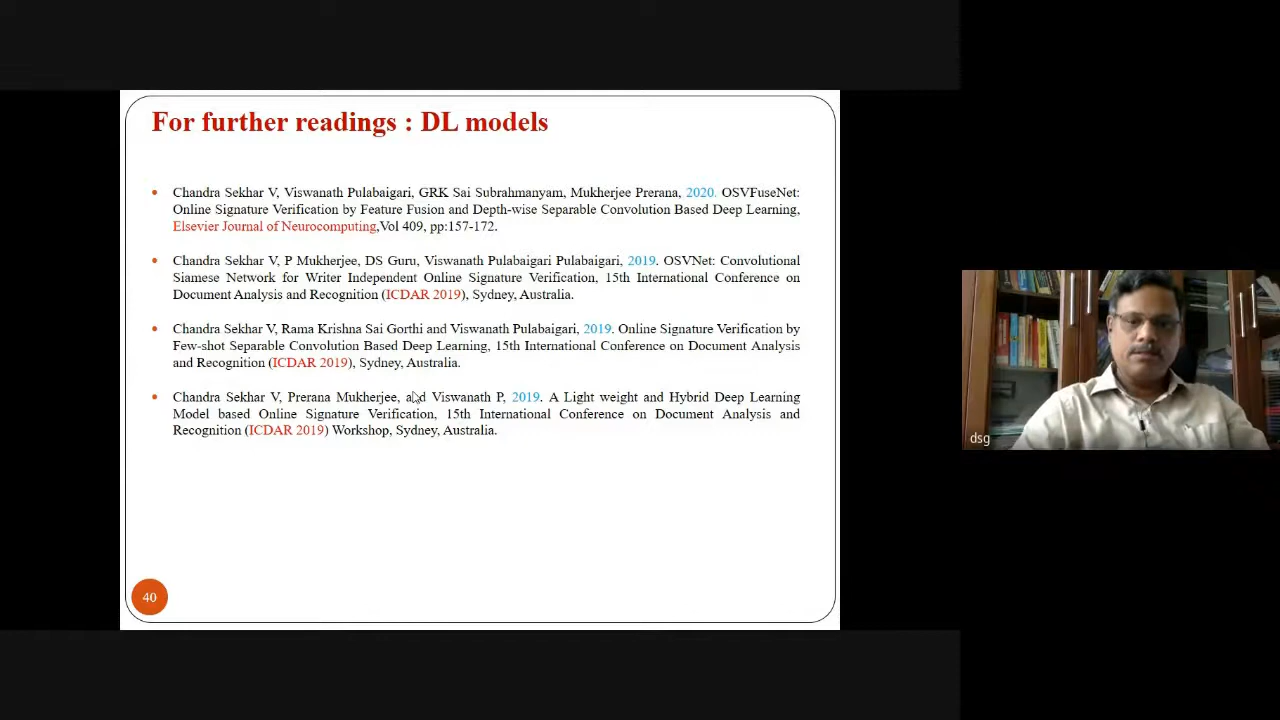 For further readings : DL models
• Chandra Sekhar V, Viswanath Pulabaigari, GRK Sai Subrahmanyam, Mukherjee Prerana, 2020. OSVFuseNet:
Online Signature Verification by Feature Fusion and Depth-wise Separable Convolution Based Deep Learning,
Elsevier Journal of Neurocomputing,Vol 409, pp:157-172.
• Chandra Sekhar V, P Mukherjee, DS Guru, Viswanath Pulabaigari Pulabaigari, 2019. OSVNet: Convolutional
Siamese Network for Writer Independent Online Signature Verification, 15th International Conference on
Document Analysis and Recognition (ICDAR 2019), Sydney, Australia.
• Chandra Sekhar V, Rama Krishna Sai Gorthi and Viswanath Pulabaigari, 2019. Online Signature Verification by
Few-shot Separable Convolution Based Deep Learning, 15th International Conference on Document Analysis
and Recognition (ICDAR 2019), Sydney, Australia.
• Chandra Sekhar V, Prerana Mukherjee, and Viswanath P, 2019. A Light weight and Hybrid Deep Learning
Model based Online Signature Verification, 15th International Conference on Document Analysis and
Recognition (ICDAR 2019) Workshop, Sydney, Australia.
40
dsg